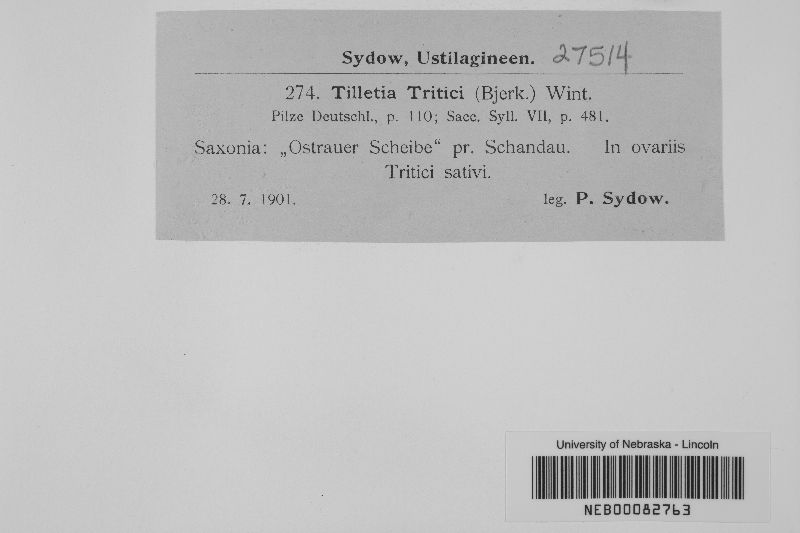 Sydow, Ustilagineen. 27514
274. Tilletia Tritici (Bjerk.) Wint.
Pilze Deutschl., p. 110; Sacc. Syll. VII, p. 481.
Saxonia: „Ostrauer Scheibe“ pr. Schandau. In ovariis
Tritici sativi.
28. 7. 1901. leg. P. Sydow.
University of Nebraska - Lincoln
NEB00082763